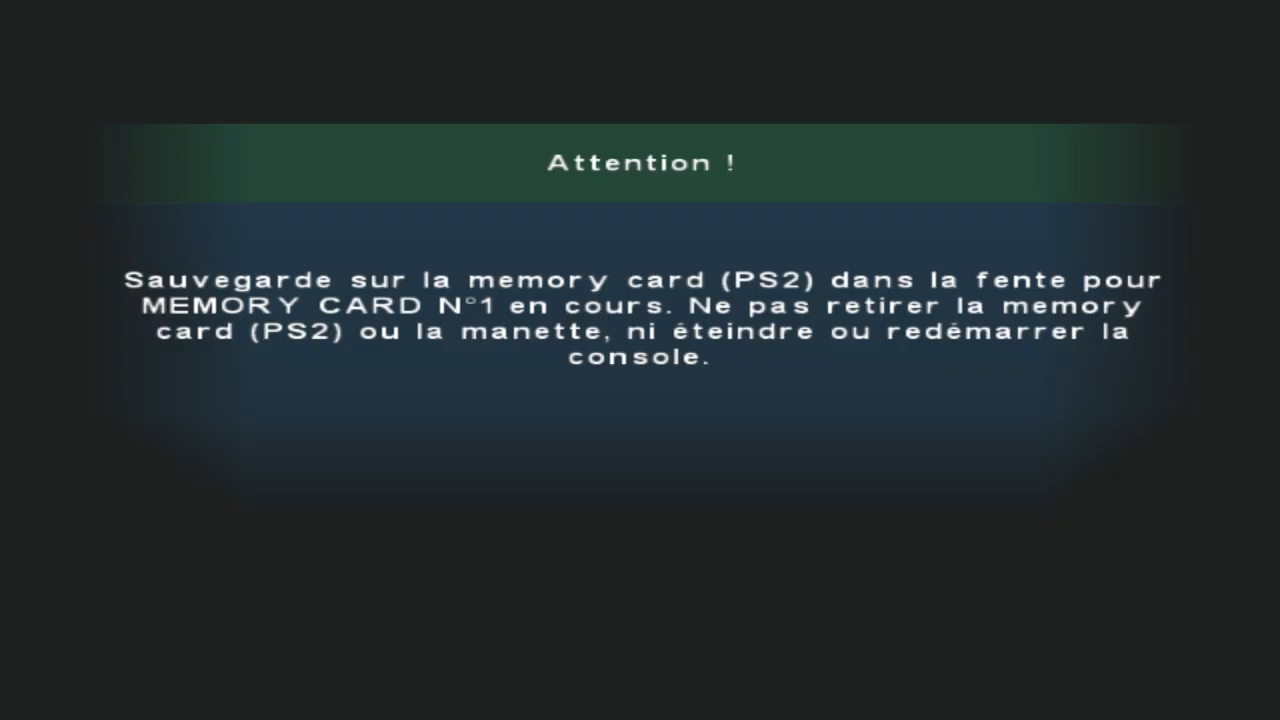 Attention !
Sauvegarde sur la memory card (PS2) dans la fente pour
MEMORY CARD N°1 en cours. Ne pas retirer la memory
card (PS2) ou la manette, ni éteindre ou redémarrer la
console.